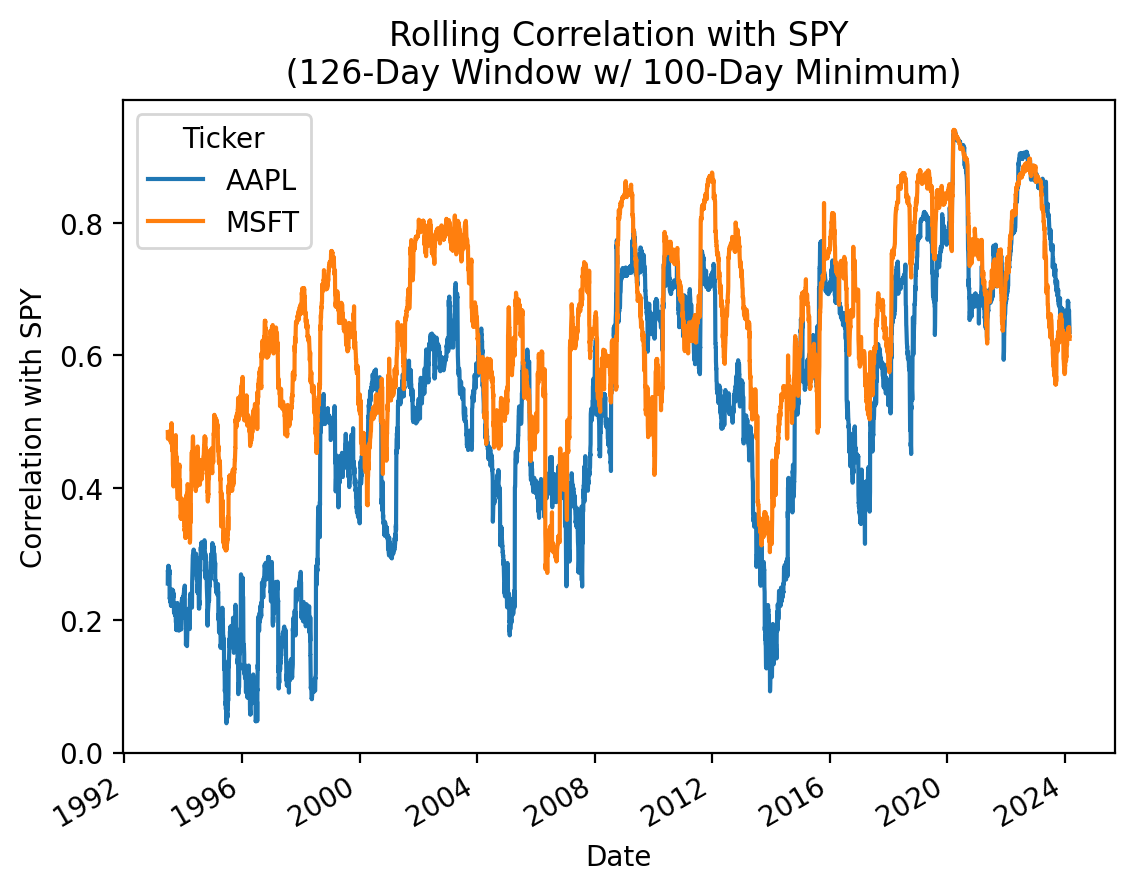 Rolling Correlation with SPY
(126-Day Window w/ 100-Day Minimum)
Ticker
AAPL
MSFT
Correlation with SPY
0.8
0.6
0.4
0.2
0.0
1992
1996
2000
2004
2008
2012
2016
2020
2024
Date